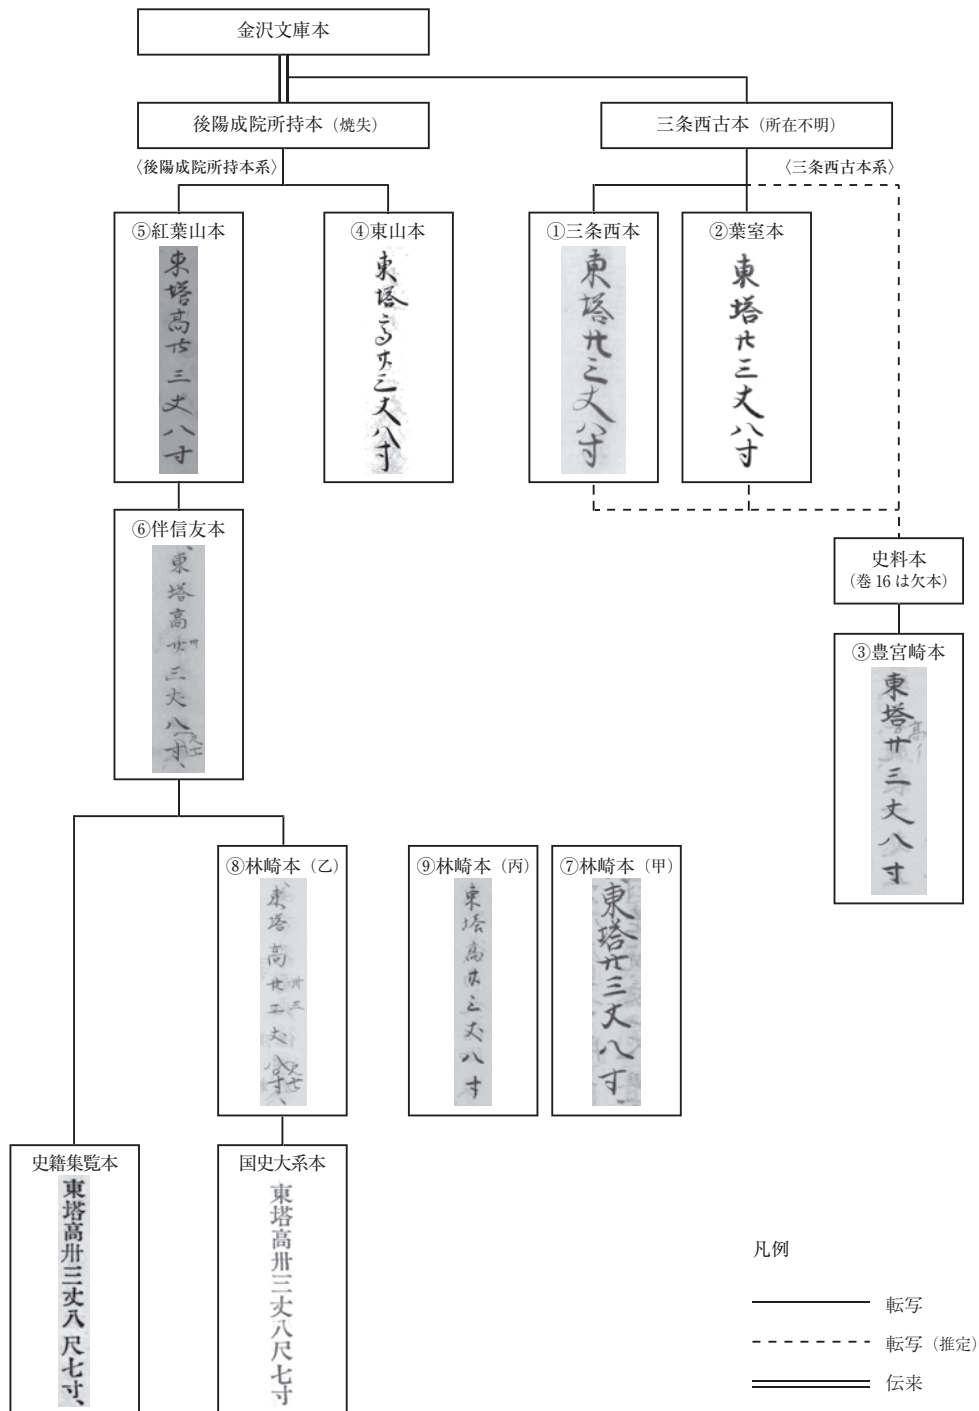 金沢文庫本
後陽成院所持本（焼失）
三条西古本（所在不明）
〈後陽成院所持本系〉
〈三条西古本系〉
⑤紅葉山本
東塔高廿三丈八寸
④東山本
東塔高廿三丈八寸
①三条西本
東塔廿三丈八寸
②葉室本
東塔廿三丈八寸
⑥伴信友本
東塔高廿三丈八寸
卅
史料本
（巻 16 は欠本）
③豊宮崎本
東塔廿三丈八寸
高
⑧林崎本（乙）
東塔高廿三丈八寸、
卅三
尺七
⑨林崎本（丙）
東塔高廿三丈八寸
⑦林崎本（甲）
東塔廿三丈八寸
史籍集覧本
東塔高卅三丈八尺七寸、
国史大系本
東塔高卅三丈八尺七寸
凡例
転写
転写（推定）
伝来